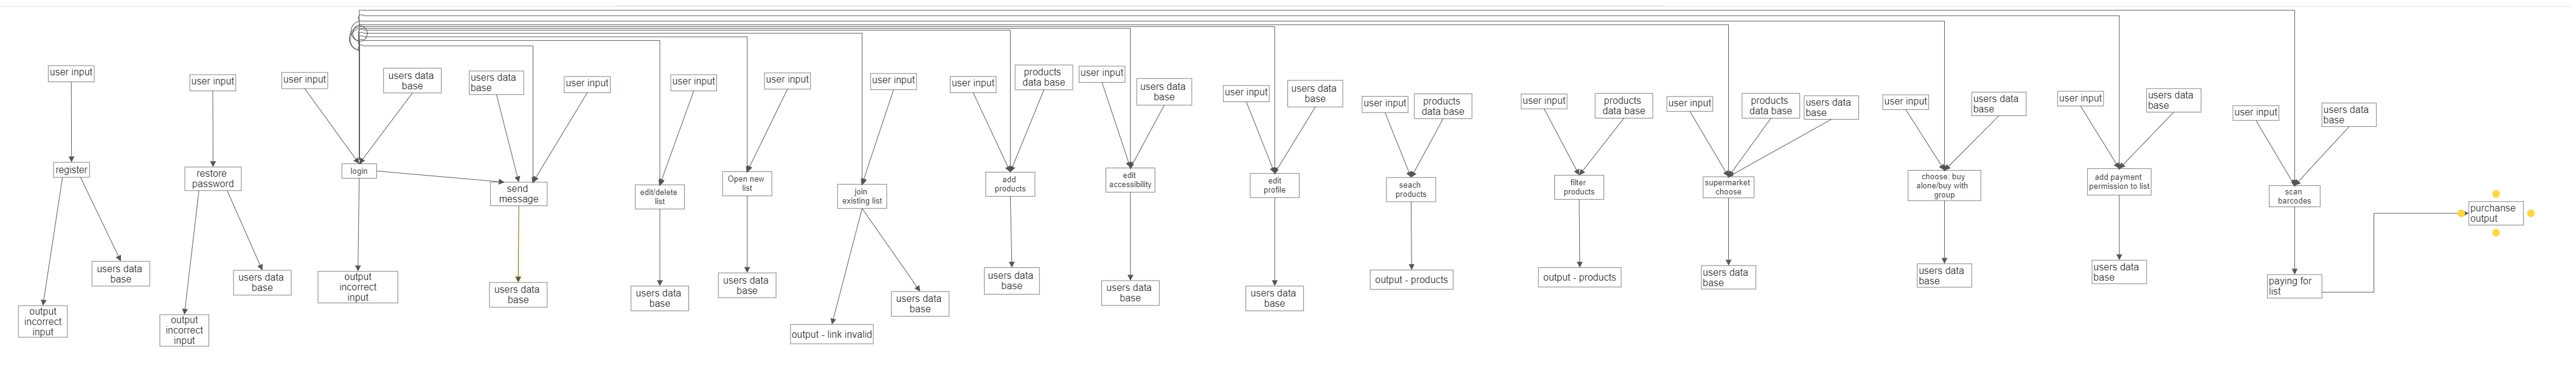 user input
register
output
incorrect
input
users data
base
user input
restore
password
output
incorrect
input
users data
base
user input
users data
base
login
output
incorrect
input
users data
base
user input
send
message
users data
base
user input
edit/delete
list
users data
base
user input
Open new
list
users data
base
user input
join
existing list
output - link invalid
users data
base
user input
products
data base
add
products
users data
base
user input
users data
base
edit
accessibility
users data
base
user input
users data
base
edit
profile
users data
base
user input
products
data base
seach
products
output - products
user input
products
data base
filter
products
output - products
user input
products
data base
users data
base
supermarket
choose
users data
base
user input
users data
base
choose: buy
alone/buy with
group
users data
base
user input
users data
base
add payment
permission to list
users data
base
user input
users data
base
scan
barcodes
paying for
list
purchanse
output